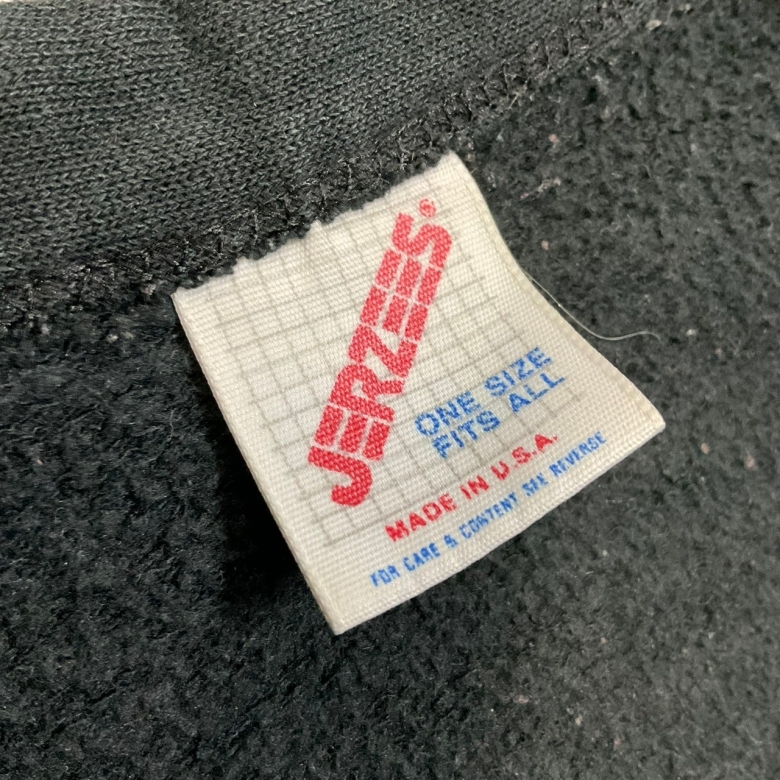 JERZEES®
ONE SIZE
FITS ALL
MADE IN U.S.A.
FOR CARE & CONTENT SEE REVERSE